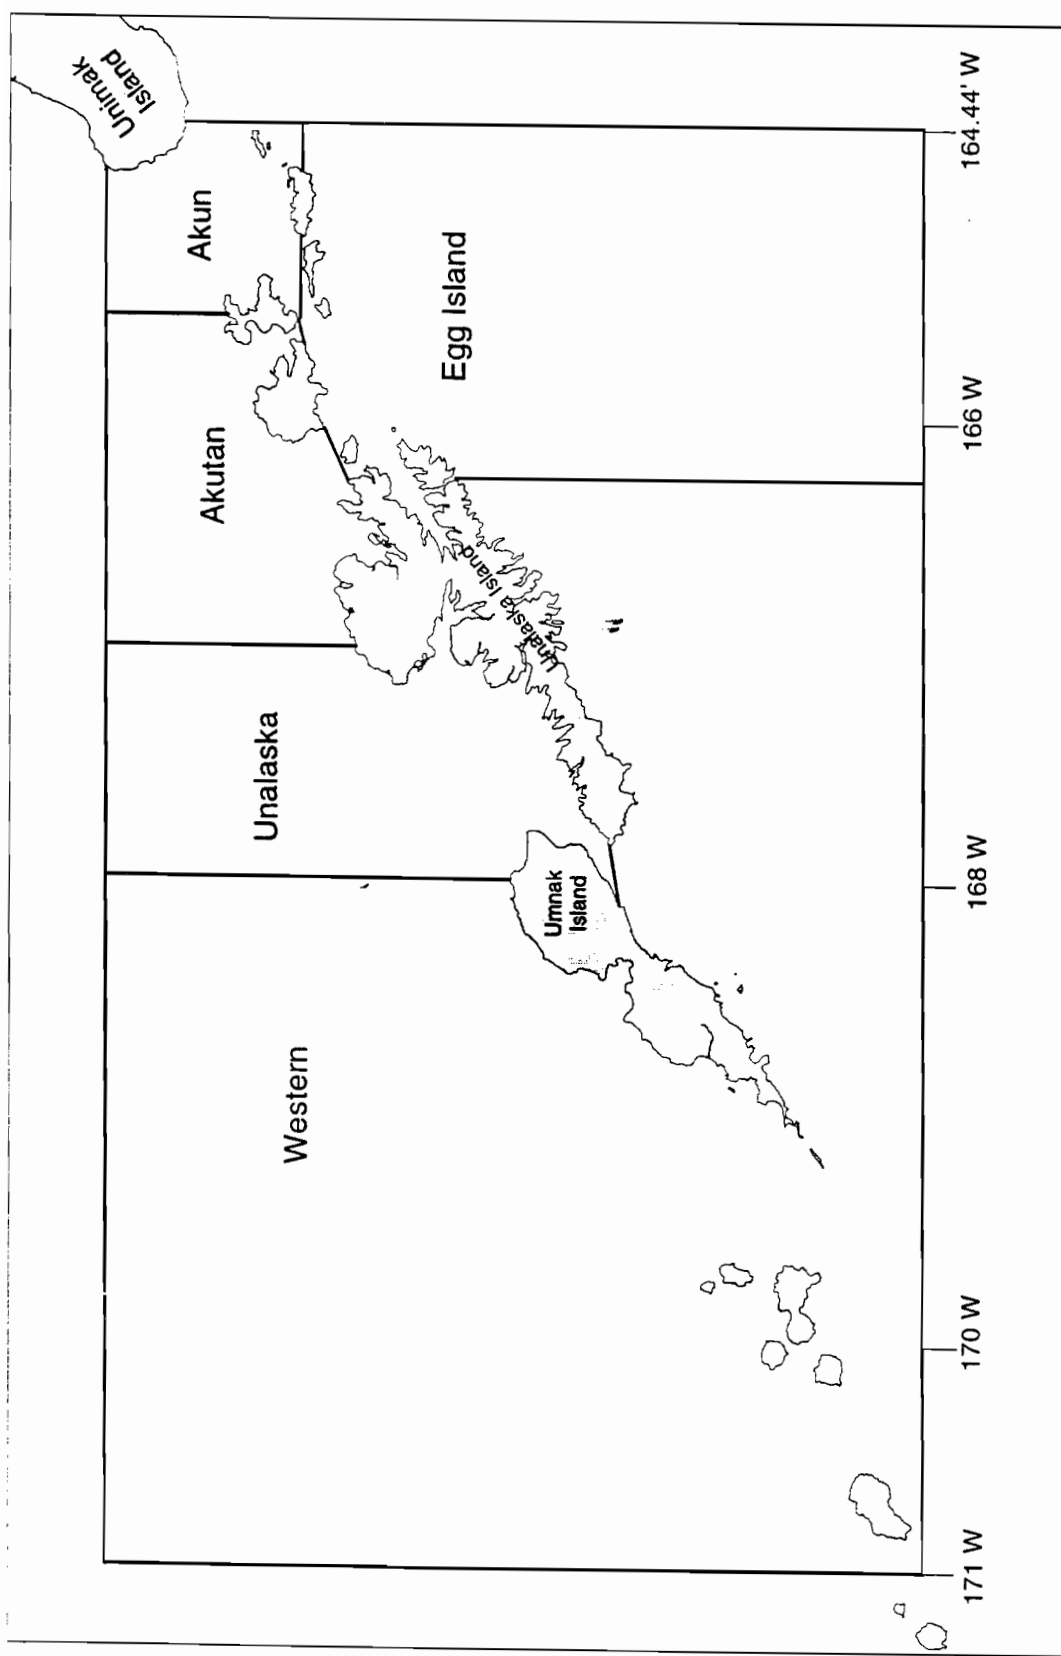 Unimak
Island
Akun
Akutan
Unalaska
Western
Egg Island
Unalaska Island
Umnak
Island
171 W
170 W
168 W
166 W
164.44' W